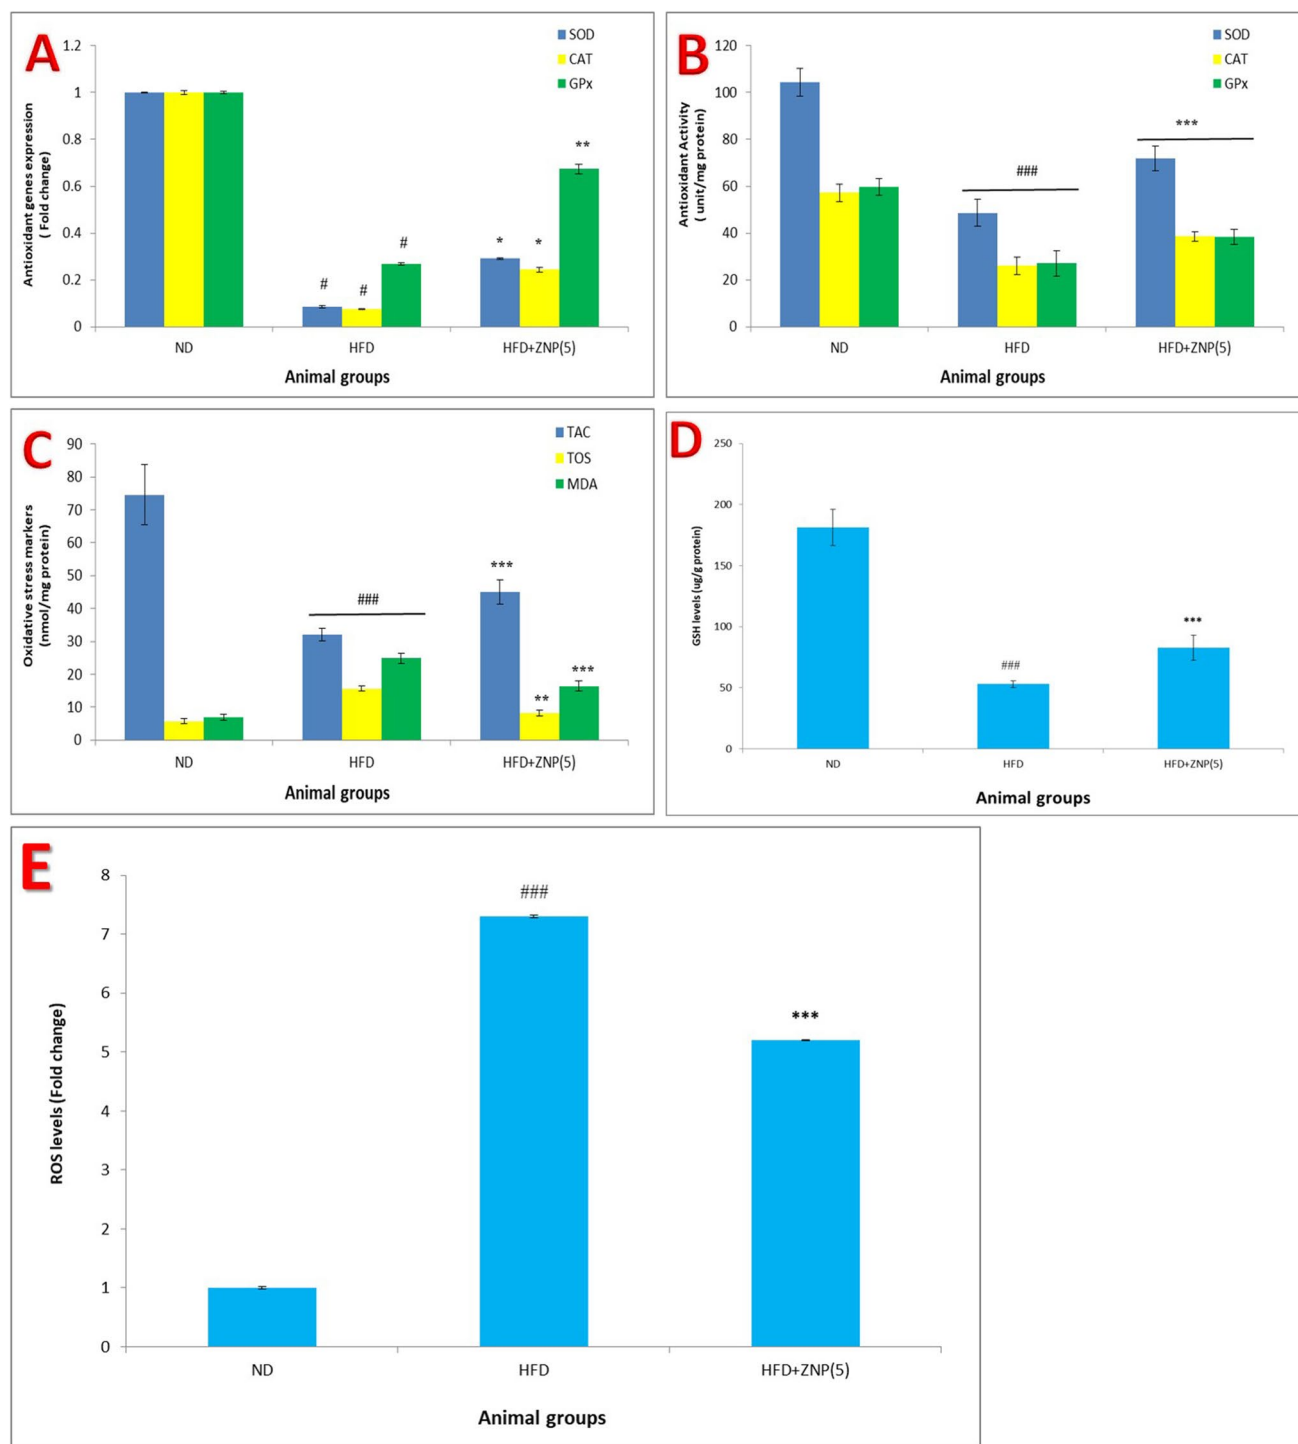 A
Antioxidant genes expression
( Fold change)
1.2
1
0.8
0.6
0.4
0.2
0
SOD
CAT
GPx
#
#
#
*
*
**
ND
HFD
HFD+ZNP(5)
Animal groups
B
Antioxidant Activity
( unit/mg protein)
120
100
80
60
40
20
0
SOD
CAT
GPx
###
***
ND
HFD
HFD+ZNP(5)
Animal groups
C
Oxidative stress markers
(nmol/mg protein)
90
80
70
60
50
40
30
20
10
0
TAC
TOS
MDA
###
***
**
***
ND
HFD
HFD+ZNP(5)
Animal groups
D
GSH levels (ug/g protein)
250
200
150
100
50
0
###
***
ND
HFD
HFD+ZNP(5)
Animal groups
E
ROS levels (Fold change)
8
7
6
5
4
3
2
1
0
###
***
ND
HFD
HFD+ZNP(5)
Animal groups